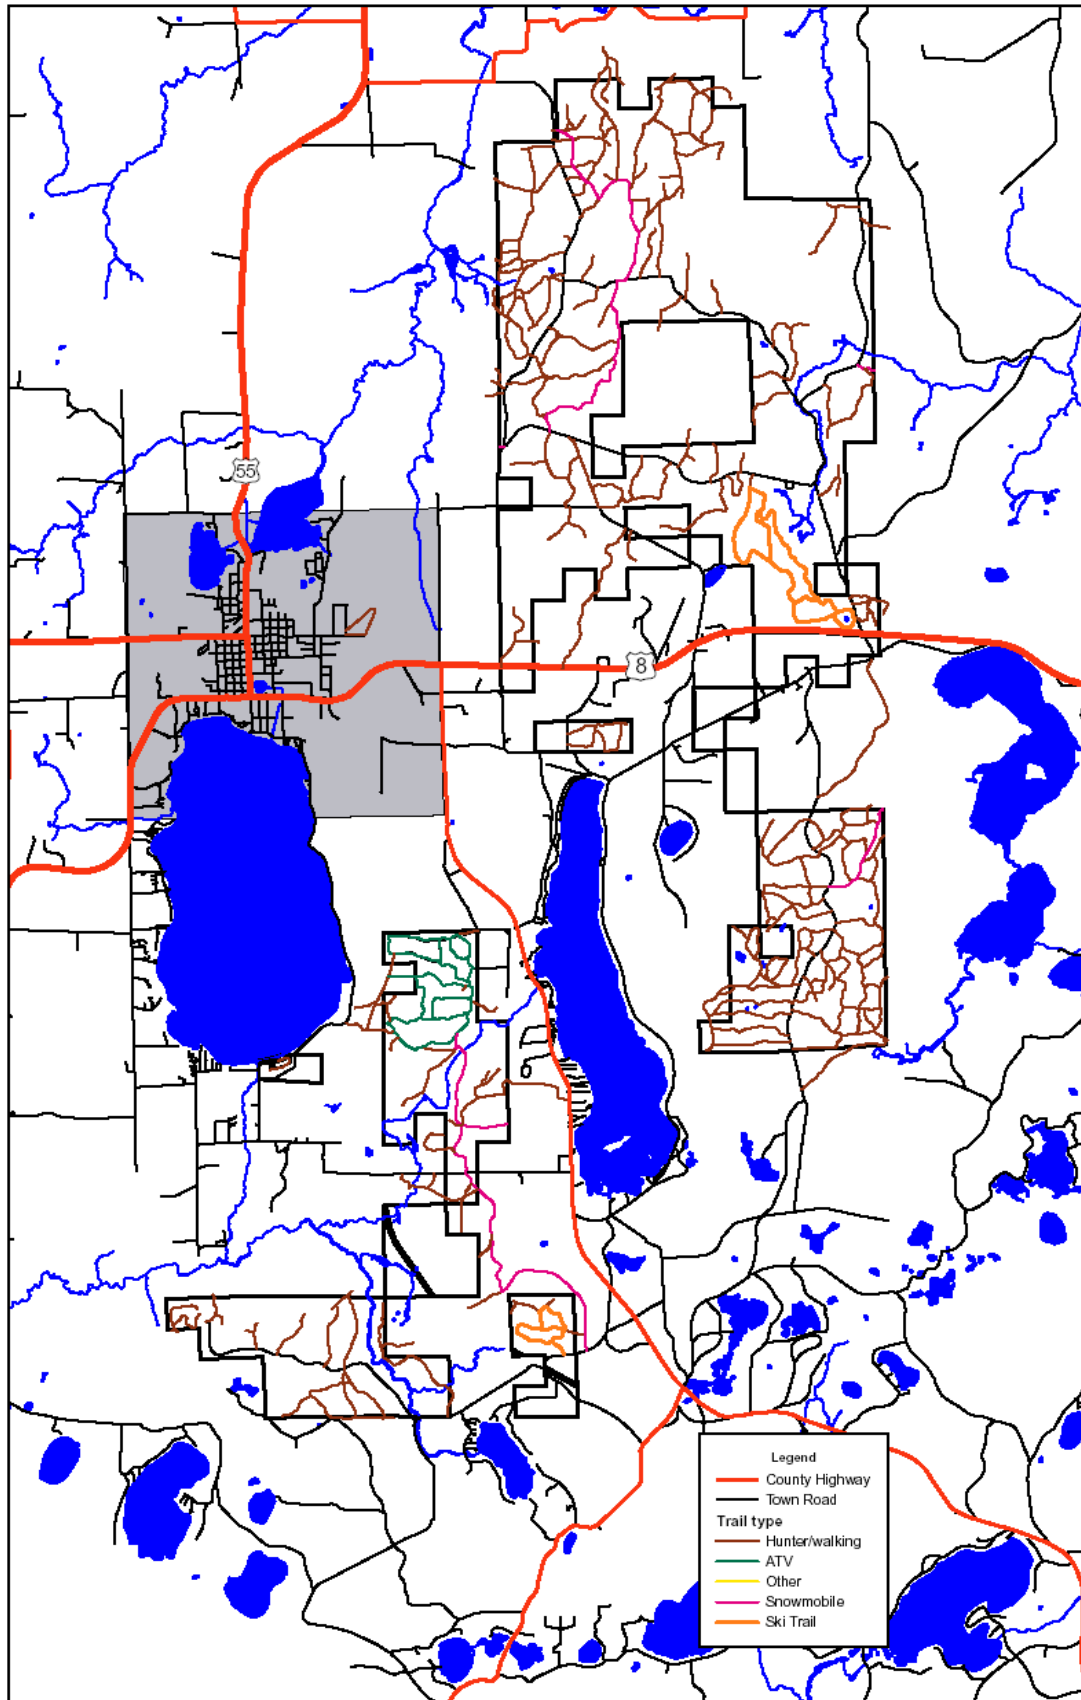 55
8
Legend
County Highway
Town Road
Trail type
Hunter/walking
ATV
Other
Snowmobile
Ski Trail